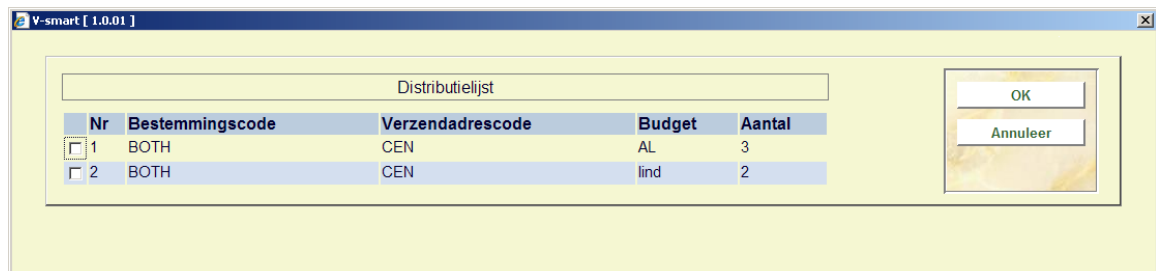 V-smart [ 1.0.01 ]
Distributielijst
OK
Annuleer
Nr Bestemmingscode Verzendadrescode Budget Aantal
1 BOTH CEN AL 3
2 BOTH CEN lind 2